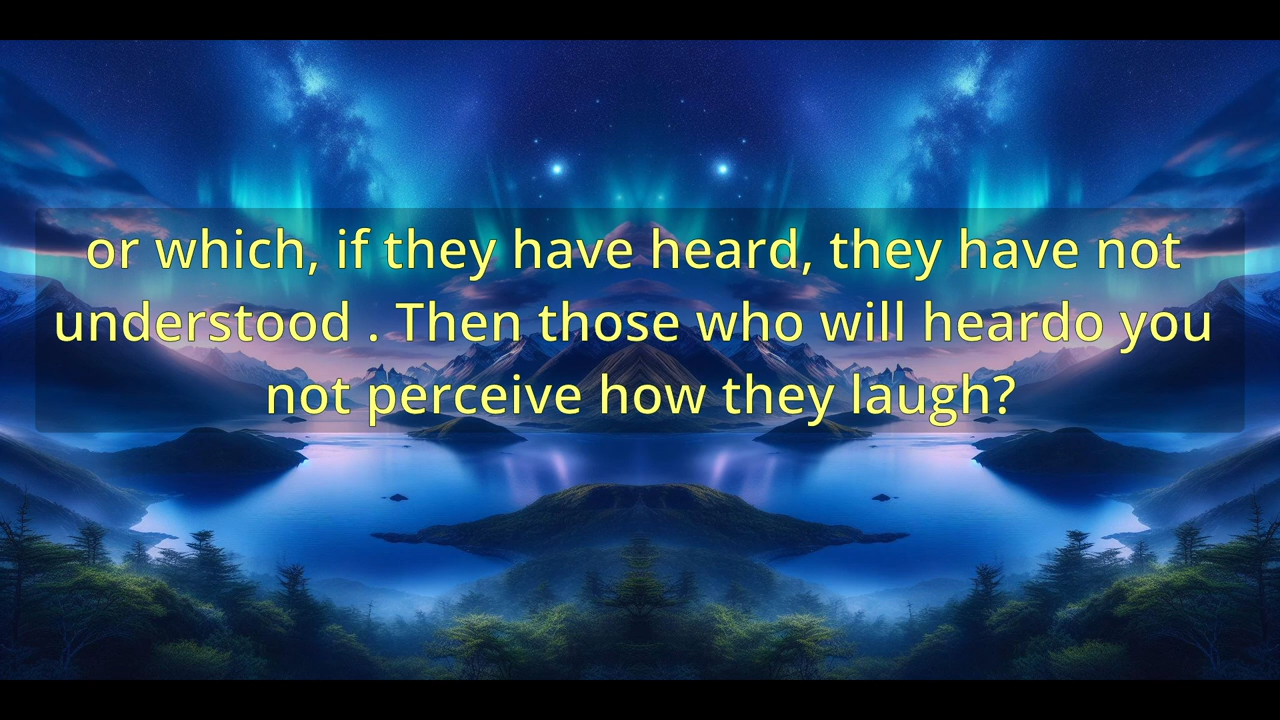 or which, if they have heard, they have not
understood . Then those who will heardo you
not perceive how they laugh?